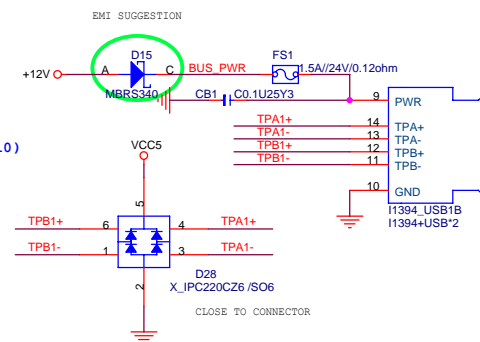 EMI SUGGESTION
D15
FS1
+12V
A
C
BUS_PWR
1.5A//24V/0.12ohm
MBRS340
CB1
C0.1U25Y3
9
PWR
TPA1+
14
TPA+
TPA1-
13
TPA-
TPB1+
12
TPB+
TPB1-
11
TPB-
VCC5
10
GND
I1394_USB1B
I1394+USB*2
5
TPB1+
6
4
TPA1+
TPB1-
1
3
TPA1-
D28
2
X_IPC220CZ6 /SO6
CLOSE TO CONNECTOR